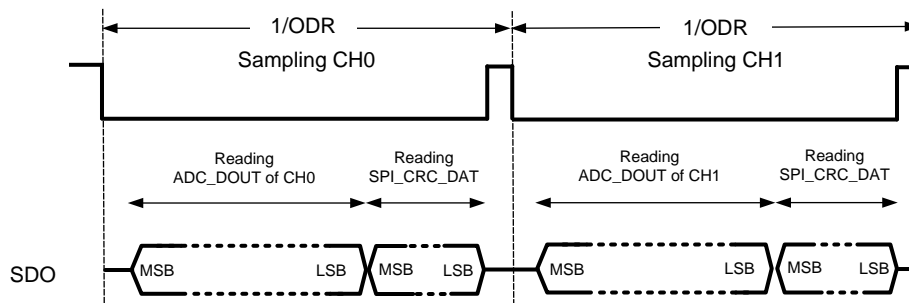 1/ODR 1/ODR
Sampling CH0 Sampling CH1
Reading Reading Reading Reading
ADC_DOUT of CH0 SPI_CRC_DAT ADC_DOUT of CH1 SPI_CRC_DAT
SDO MSB LSB MSB LSB MSB LSB MSB LSB